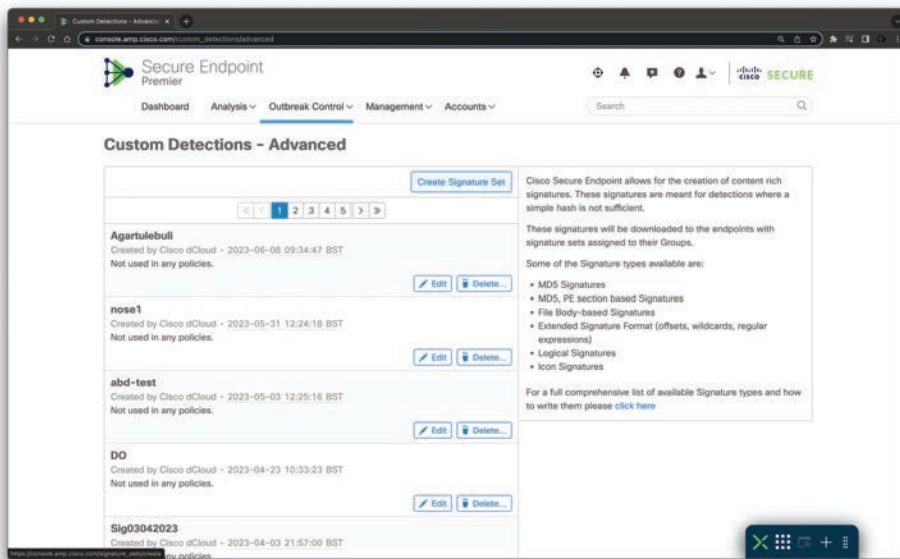 Custom Detections - Advanced
console.amp.cisco.com/custom_detections/advanced
Secure Endpoint
Premier
CISCO SECURE
Dashboard Analysis Outbreak Control Management Accounts
Search
Custom Detections - Advanced
Create Signature Set
1 2 3 4 5
Agartulebuli
Created by Cisco dCloud • 2023-06-08 09:34:47 BST
Not used in any policies.
Edit Delete...
nose1
Created by Cisco dCloud • 2023-05-31 12:24:18 BST
Not used in any policies.
Edit Delete...
abd-test
Created by Cisco dCloud • 2023-05-03 12:25:16 BST
Not used in any policies.
Edit Delete...
DO
Created by Cisco dCloud • 2023-04-23 10:33:23 BST
Not used in any policies.
Edit Delete...
Sig03042023
Created by Cisco dCloud • 2023-04-03 21:57:00 BST
ny policies.
https://console.amp.cisco.com/signature_sets/create
Cisco Secure Endpoint allows for the creation of content rich
signatures. These signatures are meant for detections where a
simple hash is not sufficient.
These signatures will be downloaded to the endpoints with
signature sets assigned to their Groups.
Some of the Signature types available are:
• MD5 Signatures
• MD5, PE section based Signatures
• File Body-based Signatures
• Extended Signature Format (offsets, wildcards, regular
expressions)
• Logical Signatures
• Icon Signatures
For a full comprehensive list of available Signature types and how
to write them please click here